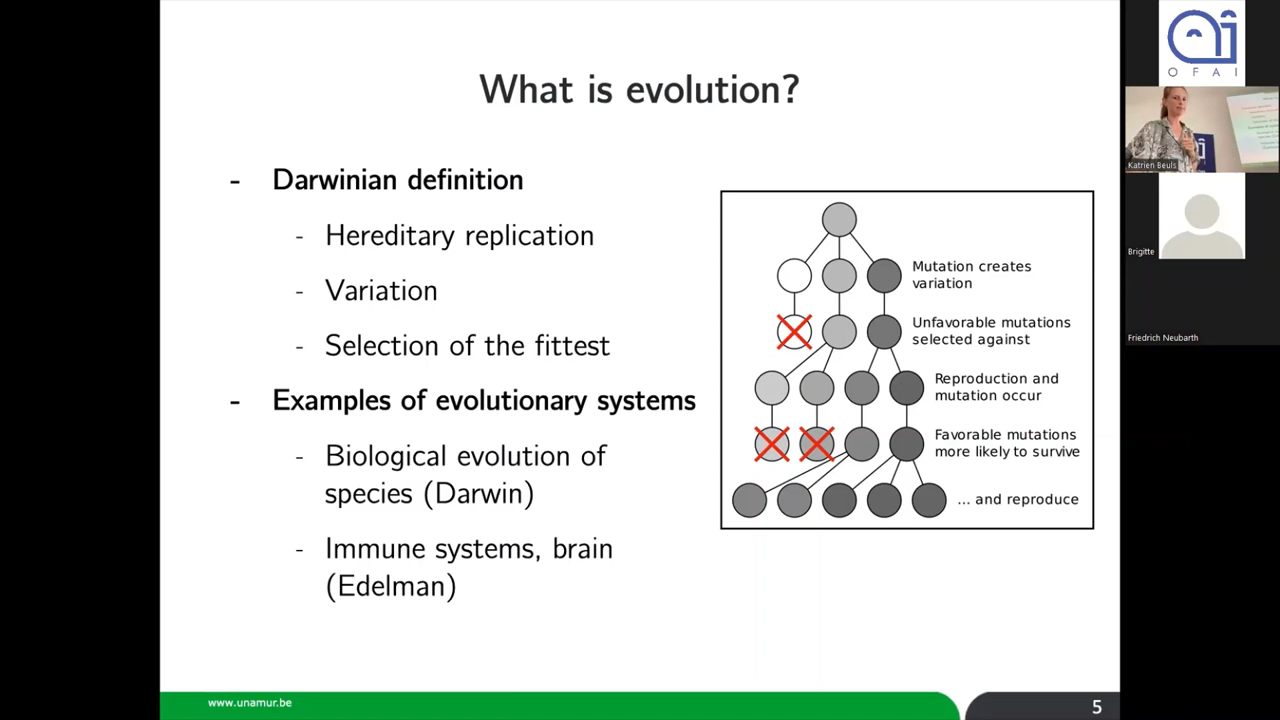 What is evolution?
- Darwinian definition
- Hereditary replication
- Variation
- Selection of the fittest
- Examples of evolutionary systems
- Biological evolution of
species (Darwin)
- Immune systems, brain
(Edelman)
Mutation creates
variation
Unfavorable mutations
selected against
Reproduction and
mutation occur
Favorable mutations
more likely to survive
... and reproduce
www.unamur.be
5
OFAI
Katrien Beuls
Brigitte
Friedrich Neubarth